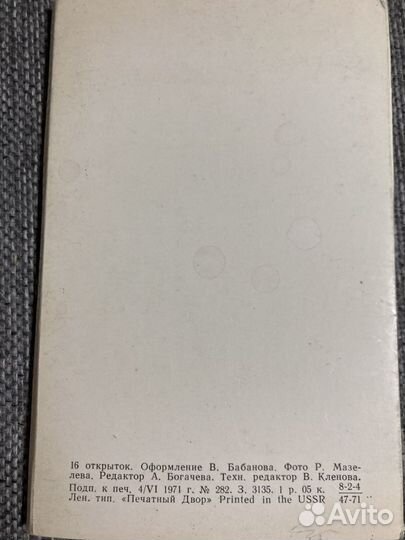 16 открыток. Оформление В. Бабанова. Фото Р. Мазе-
лева. Редактор А. Богачева. Техн. редактор В. Кленова.
Подп. к печ. 4/VI 1971 г. № 282. З. 3135. 1 р. 05 к. 8-2-4
Лен. тип. «Печатный Двор» Printed in the USSR 47-71
Avito